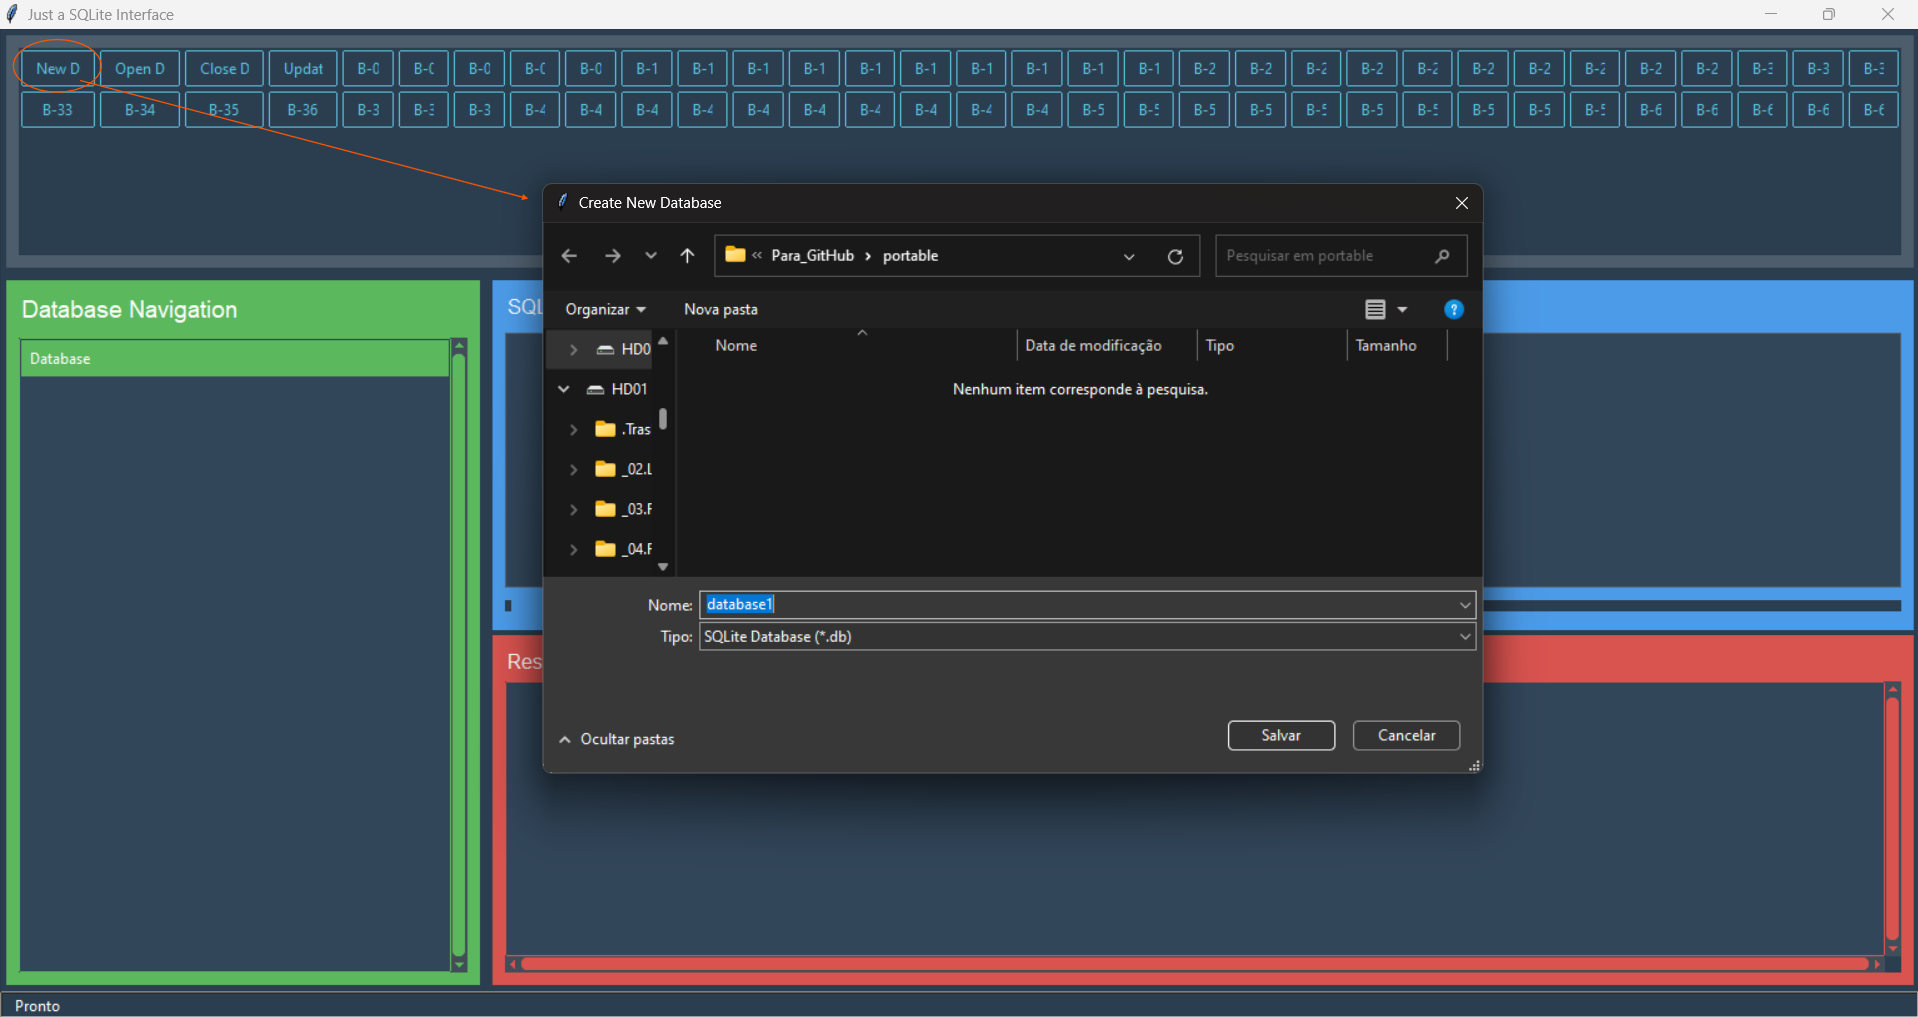 Just a SQLite Interface
New D Open D Close D Updat B-0 B-0 B-0 B-0 B-0 B-1 B-1 B-1 B-1 B-1 B-1 B-1 B-1 B-1 B-1 B-2 B-2 B-2 B-2 B-2 B-2 B-2 B-2 B-2 B-2 B-3 B-3 B-3
B-33 B-34 B-35 B-36 B-3 B-3 B-3 B-4 B-4 B-4 B-4 B-4 B-4 B-4 B-4 B-4 B-4 B-5 B-5 B-5 B-5 B-5 B-5 B-5 B-5 B-5 B-5 B-6 B-6 B-6 B-6 B-6
Create New Database
« Para_GitHub › portable
Pesquisar em portable
Organizar
Nova pasta
?
HD0
HD01
.Tras
_02.L
_03.F
_04.F
Nome
Data de modificação
Tipo
Tamanho
Nenhum item corresponde à pesquisa.
Nome: database1
Tipo: SQLite Database (*.db)
Ocultar pastas
Salvar
Cancelar
Database Navigation
Database
SQL
Res
Pronto